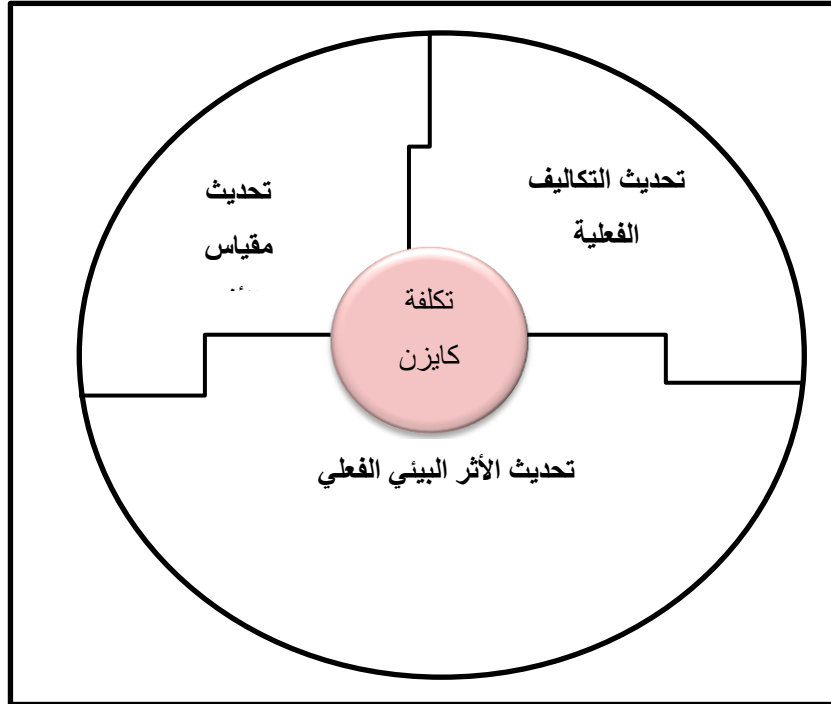 تحديث التكاليف
الفعلية
تحديث
مقياس
تكلفة
كايزن
تحديث الأثر البيئي الفعلي